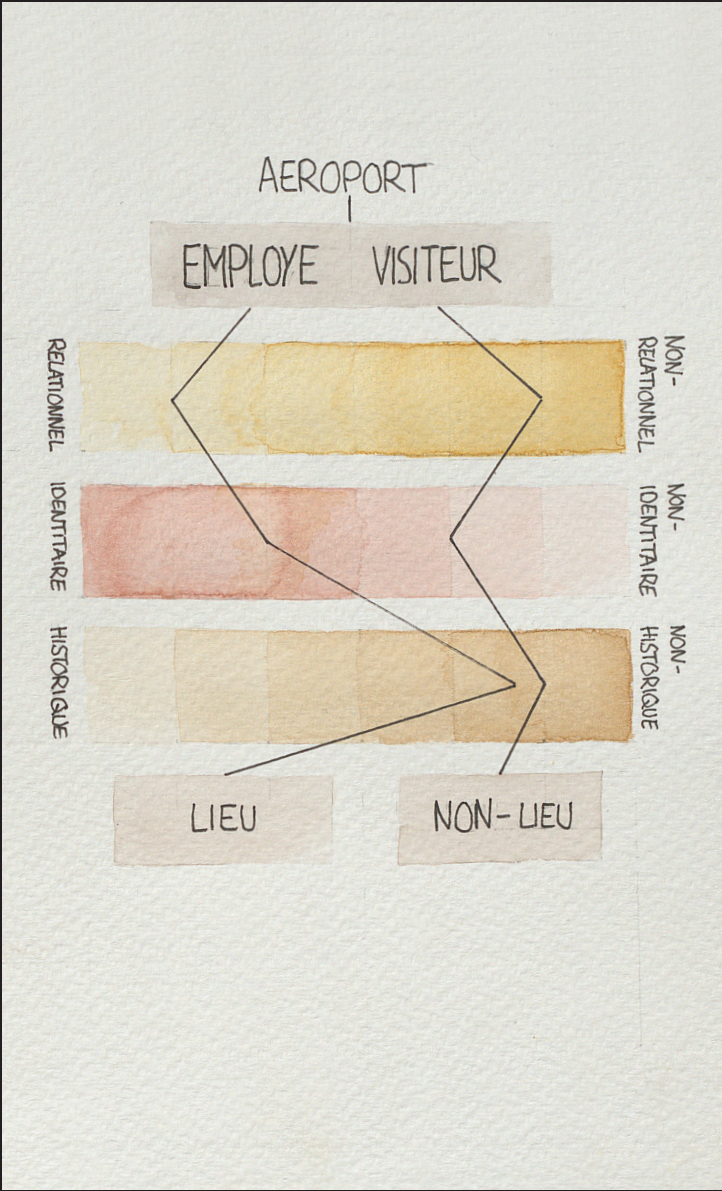 AEROPORT
EMPLOYE VISITEUR
RELATIONNEL
NON-
RELATIONNEL
IDENTITAIRE
NON-
IDENTITAIRE
HISTORIQUE
NON-
HISTORIQUE
LIEU
NON-LIEU